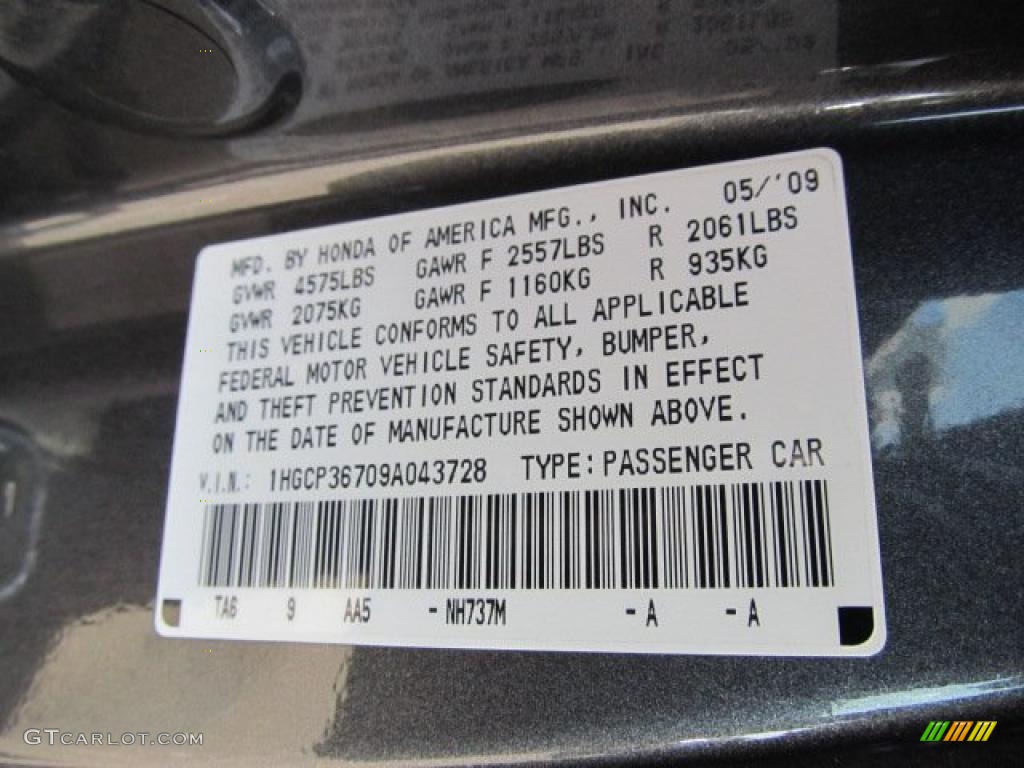 MFD. BY HONDA OF AMERICA MFG., INC. 05/'09
GVWR 4575LBS GAWR F 2557LBS R 2061LBS
GVWR 2075KG GAWR F 1160KG R 935KG
THIS VEHICLE CONFORMS TO ALL APPLICABLE
FEDERAL MOTOR VEHICLE SAFETY, BUMPER,
AND THEFT PREVENTION STANDARDS IN EFFECT
ON THE DATE OF MANUFACTURE SHOWN ABOVE.
V.I.N.: 1HGCP36709A043728 TYPE: PASSENGER CAR
TA6 9 AA5 -NH737M -A -A
GTCARLOT.COM